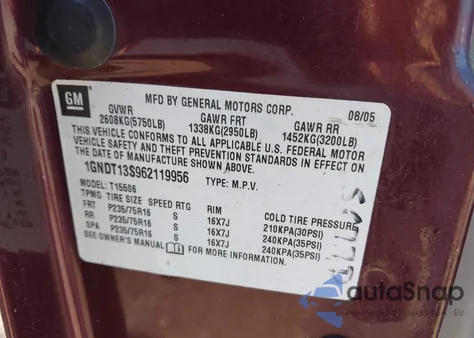 GM
MFD BY GENERAL MOTORS CORP. 08/05
GVWR GAWR FRT GAWR RR
2608KG(5750LB) 1338KG(2950LB) 1452KG(3200LB)
THIS VEHICLE CONFORMS TO ALL APPLICABLE U.S. FEDERAL MOTOR
VEHICLE SAFETY STANDARDS IN EFFECT ON THE DATE OF
MANUFACTURE SHOWN ABOVE.
1GNDT13S962119956 TYPE: M.P.V.
MODEL: T15506
TPMG TIRE SIZE SPEED RTG RIM COLD TIRE PRESSURE
FRT P235/75R16 S 16X7J 210KPA(30PSI)
RR P235/75R16 S 16X7J 240KPA(35PSI)
SPA P235/75R16 S 16X7J 240KPA(35PSI)
SEE OWNER'S MANUAL FOR MORE INFORMATION.
autoSnap